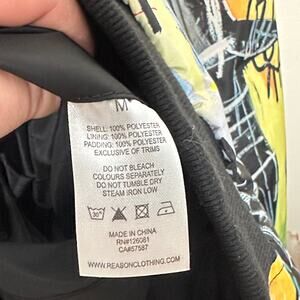 M
SHELL: 100% POLYESTER
LINING: 100% POLYESTER
PADDING: 100% POLYESTER
EXCLUSIVE OF TRIMS
DO NOT BLEACH
COLOURS SEPARATELY
DO NOT TUMBLE DRY
STEAM IRON LOW
30°
MADE IN CHINA
RN#126081
CA#57587
WWW.REASONCLOTHING.COM